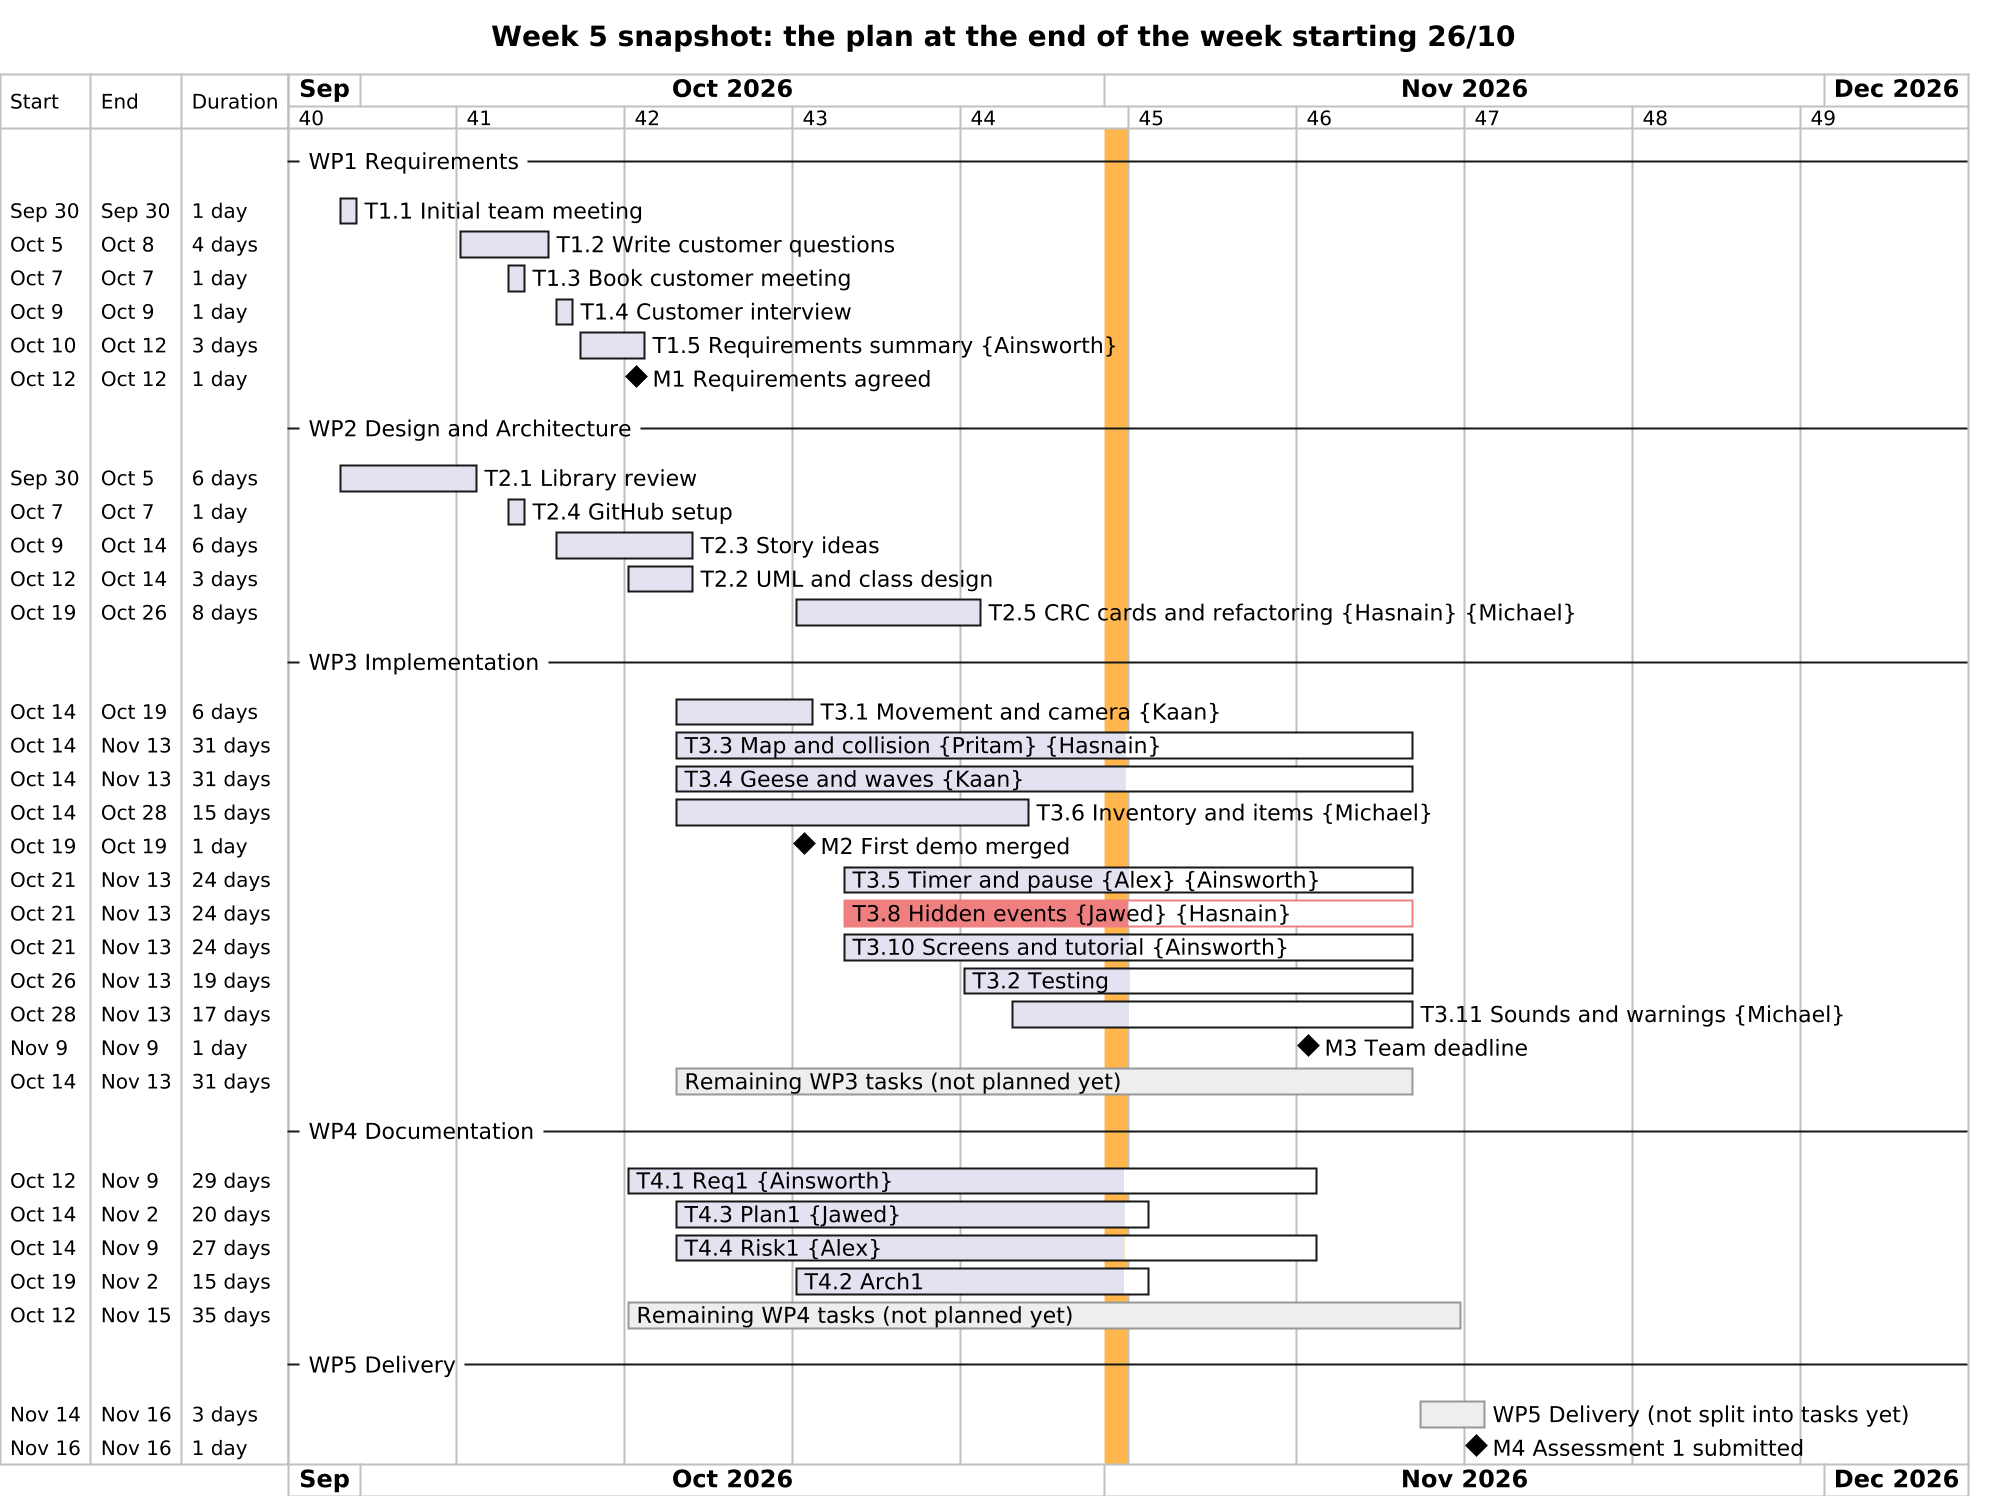 Week 5 snapshot: the plan at the end of the week starting 26/10
Start End Duration Sep Oct 2026 Nov 2026 Dec 2026
40 41 42 43 44 45 46 47 48 49
WP1 Requirements
Sep 30 Sep 30 1 day T1.1 Initial team meeting
Oct 5 Oct 8 4 days T1.2 Write customer questions
Oct 7 Oct 7 1 day T1.3 Book customer meeting
Oct 9 Oct 9 1 day T1.4 Customer interview
Oct 10 Oct 12 3 days T1.5 Requirements summary {Ainsworth}
Oct 12 Oct 12 1 day M1 Requirements agreed
WP2 Design and Architecture
Sep 30 Oct 5 6 days T2.1 Library review
Oct 7 Oct 7 1 day T2.4 GitHub setup
Oct 9 Oct 14 6 days T2.3 Story ideas
Oct 12 Oct 14 3 days T2.2 UML and class design
Oct 19 Oct 26 8 days T2.5 CRC cards and refactoring {Hasnain} {Michael}
WP3 Implementation
Oct 14 Oct 19 6 days T3.1 Movement and camera {Kaan}
Oct 14 Nov 13 31 days T3.3 Map and collision {Pritam} {Hasnain}
Oct 14 Nov 13 31 days T3.4 Geese and waves {Kaan}
Oct 14 Oct 28 15 days T3.6 Inventory and items {Michael}
Oct 19 Oct 19 1 day M2 First demo merged
Oct 21 Nov 13 24 days T3.5 Timer and pause {Alex} {Ainsworth}
Oct 21 Nov 13 24 days T3.8 Hidden events {Jawed} {Hasnain}
Oct 21 Nov 13 24 days T3.10 Screens and tutorial {Ainsworth}
Oct 26 Nov 13 19 days T3.2 Testing
Oct 28 Nov 13 17 days T3.11 Sounds and warnings {Michael}
Nov 9 Nov 9 1 day M3 Team deadline
Oct 14 Nov 13 31 days Remaining WP3 tasks (not planned yet)
WP4 Documentation
Oct 12 Nov 9 29 days T4.1 Req1 {Ainsworth}
Oct 14 Nov 2 20 days T4.3 Plan1 {Jawed}
Oct 14 Nov 9 27 days T4.4 Risk1 {Alex}
Oct 19 Nov 2 15 days T4.2 Arch1
Oct 12 Nov 15 35 days Remaining WP4 tasks (not planned yet)
WP5 Delivery
Nov 14 Nov 16 3 days WP5 Delivery (not split into tasks yet)
Nov 16 Nov 16 1 day M4 Assessment 1 submitted
Sep Oct 2026 Nov 2026 Dec 2026